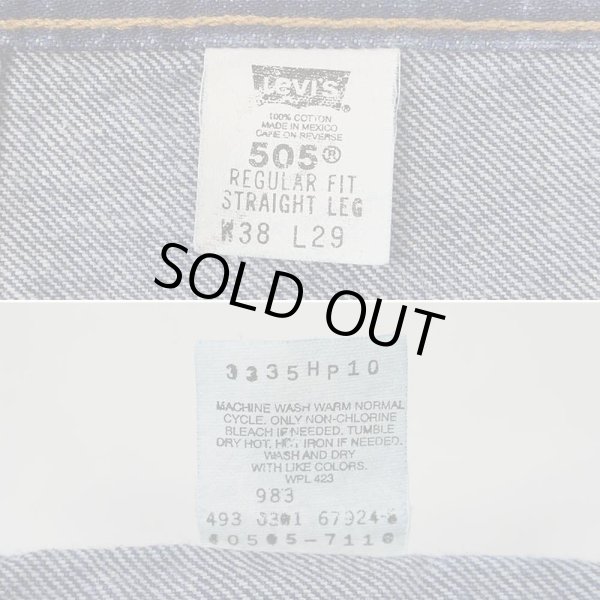 Levi's ®
100% COTTON
MADE IN MEXICO
CARE ON REVERSE
505®
REGULAR FIT
STRAIGHT LEG
W38 L29
SOLD OUT
3335HP10
MACHINE WASH WARM NORMAL
CYCLE. ONLY NON-CHLORINE
BLEACH IF NEEDED. TUMBLE
DRY HOT, HOT IRON IF NEEDED.
WASH AND DRY
WITH LIKE COLORS.
WPL 423
983
493